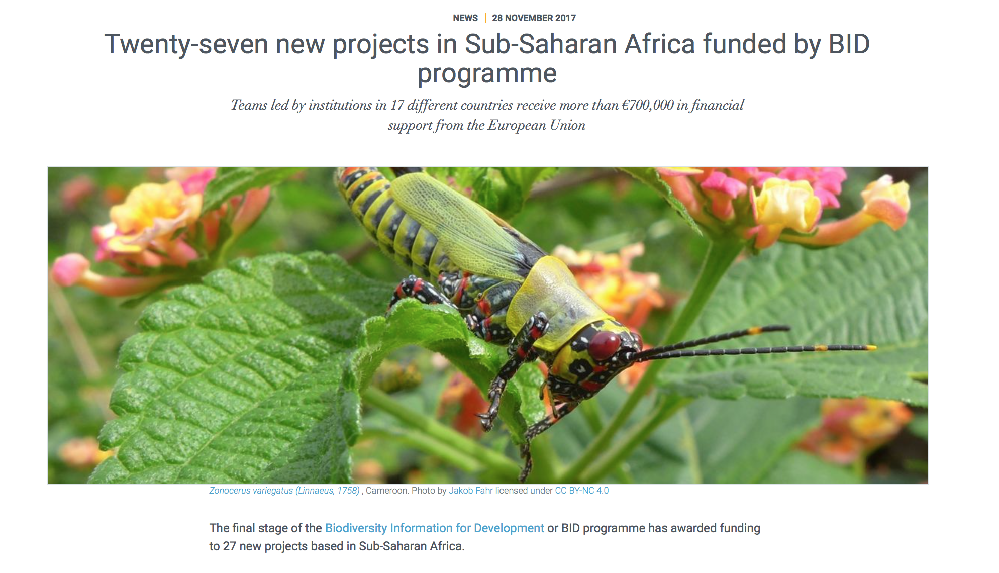 NEWS | 28 NOVEMBER 2017
Twenty-seven new projects in Sub-Saharan Africa funded by BID
programme
Teams led by institutions in 17 different countries receive more than €700,000 in financial
support from the European Union
Zonocerus variegatus (Linnaeus, 1758) , Cameroon. Photo by Jakob Fahr licensed under CC BY-NC 4.0
The final stage of the Biodiversity Information for Development or BID programme has awarded funding
to 27 new projects based in Sub-Saharan Africa.